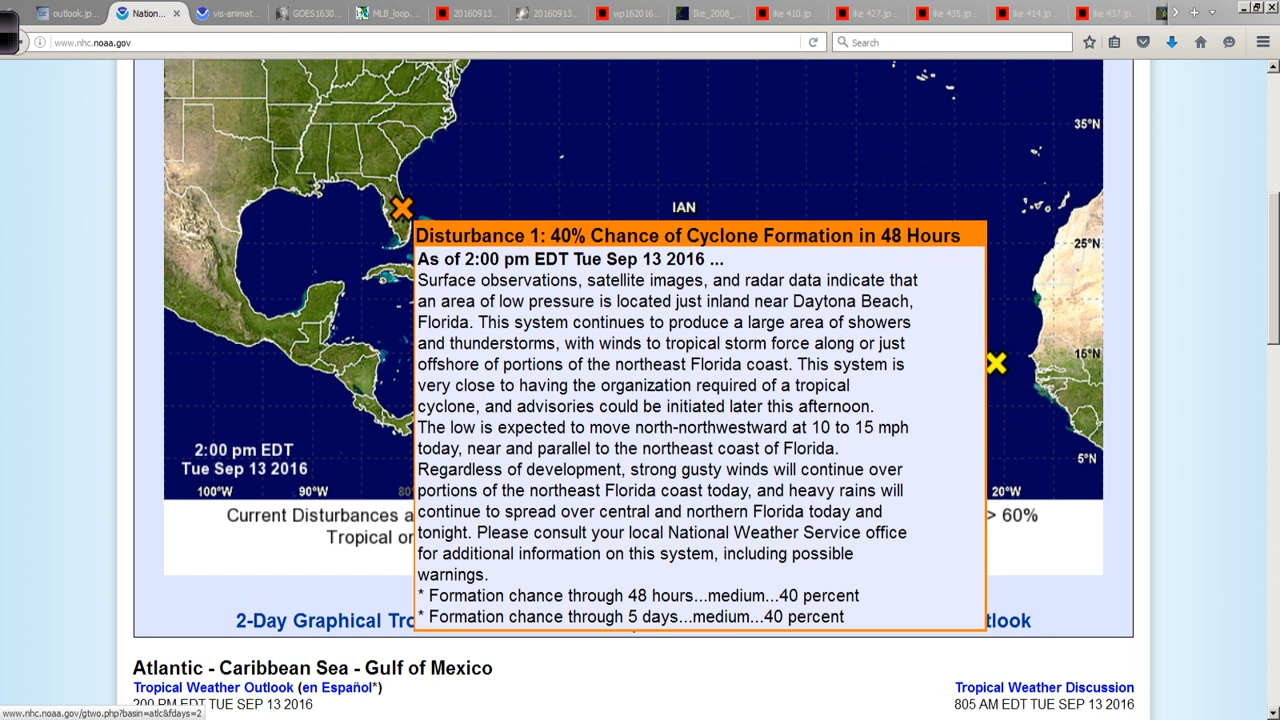 outlook.jp...
Nation...
vis-animat...
GOES1630...
MLB_loop...
20160913...
20160913...
wp162016...
Ike_2008_...
ike 410.jp...
ike 427.jp...
ike 435.jp...
ike 414.jp...
ike 437.jp...
www.nhc.noaa.gov
Search
35°N
IAN
25°N
Disturbance 1: 40% Chance of Cyclone Formation in 48 Hours
As of 2:00 pm EDT Tue Sep 13 2016 ...
Surface observations, satellite images, and radar data indicate that
an area of low pressure is located just inland near Daytona Beach,
Florida. This system continues to produce a large area of showers
and thunderstorms, with winds to tropical storm force along or just
offshore of portions of the northeast Florida coast. This system is
very close to having the organization required of a tropical
cyclone, and advisories could be initiated later this afternoon.
The low is expected to move north-northwestward at 10 to 15 mph
today, near and parallel to the northeast coast of Florida.
Regardless of development, strong gusty winds will continue over
portions of the northeast Florida coast today, and heavy rains will
continue to spread over central and northern Florida today and
tonight. Please consult your local National Weather Service office
for additional information on this system, including possible
warnings.
* Formation chance through 48 hours...medium...40 percent
* Formation chance through 5 days...medium...40 percent
15°N
5°N
2:00 pm EDT
Tue Sep 13 2016
100°W 90°W 80° 20°W
Current Disturbances a > 60%
Tropical or
2-Day Graphical Tro tlook
Atlantic - Caribbean Sea - Gulf of Mexico
Tropical Weather Outlook (en Español*)
Tropical Weather Discussion
200 PM EDT TUE SEP 13 2016
805 AM EDT TUE SEP 13 2016
www.nhc.noaa.gov/gtwo.php?basin=atlc&fdays=2